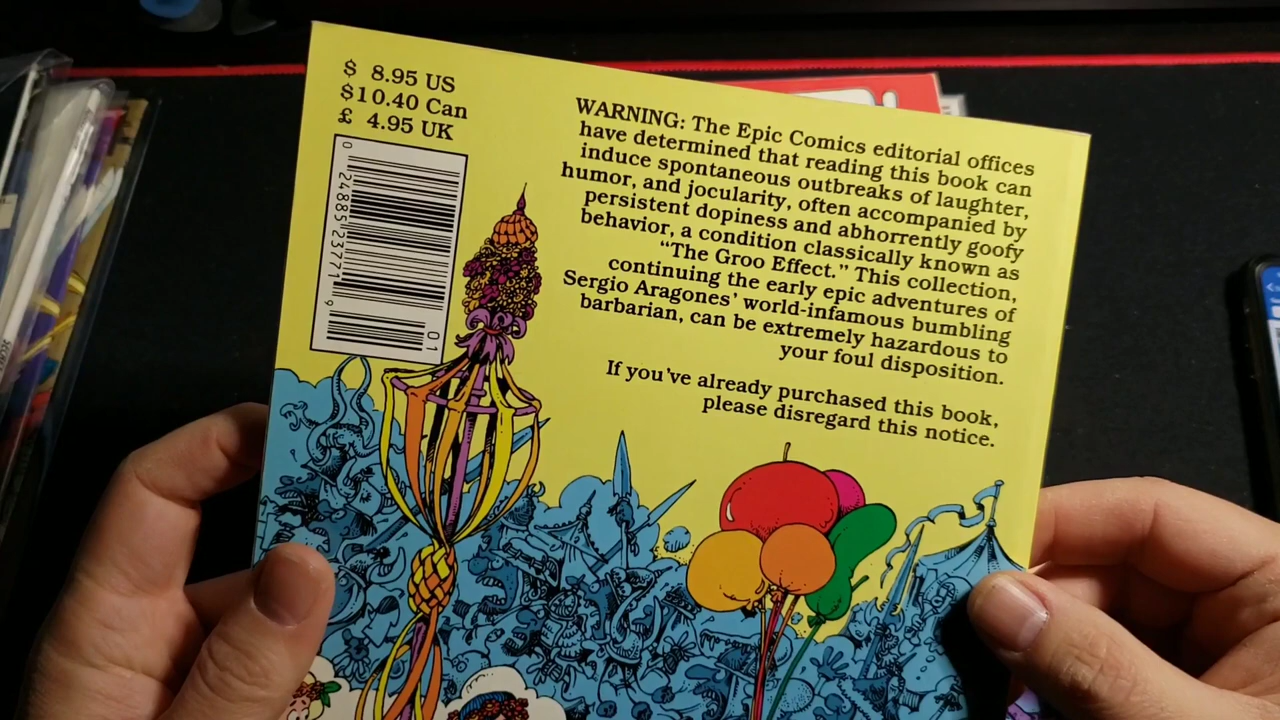 $ 8.95 US
$10.40 Can
£ 4.95 UK
0 24885 23771 9
01
WARNING: The Epic Comics editorial offices
have determined that reading this book can
induce spontaneous outbreaks of laughter,
humor, and jocularity, often accompanied by
persistent dopiness and abhorrently goofy
behavior, a condition classically known as
“The Groo Effect.” This collection,
continuing the early epic adventures of
Sergio Aragones’ world-infamous bumbling
barbarian, can be extremely hazardous to
your foul disposition.
If you’ve already purchased this book,
please disregard this notice.